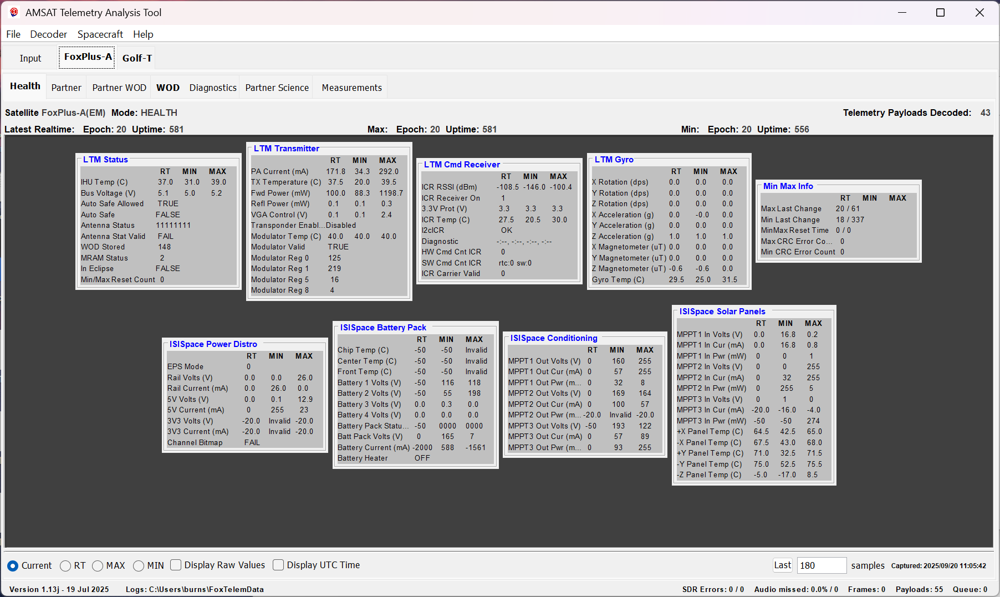 AMSAT Telemetry Analysis Tool
File Decoder Spacecraft Help
Input FoxPlus-A Golf-T
Health Partner Partner WOD WOD Diagnostics Partner Science Measurements
Satellite FoxPlus-A(EM) Mode: HEALTH Telemetry Payloads Decoded: 43
Latest Realtime: Epoch: 20 Uptime: 581 Max: Epoch: 20 Uptime: 581 Min: Epoch: 20 Uptime: 556
LTM Status
RT MIN MAX
IHU Temp (C) 37.0 31.0 39.0
Bus Voltage (V) 5.1 5.0 5.2
Auto Safe Allowed TRUE
Auto Safe FALSE
Antenna Status 11111111
Antenna Stat Valid FAIL
WOD Stored 148
MRAM Status 2
In Eclipse FALSE
Min/Max Reset Count 0
LTM Transmitter
RT MIN MAX
PA Current (mA) 171.8 34.3 292.0
TX Temperature (C) 37.5 20.0 39.5
Fwd Power (mW) 100.0 88.3 1198.7
Refl Power (mW) 0.1 0.1 0.3
VGA Control (V) 0.1 0.1 2.4
Transponder Enabl... Disabled
Modulator Temp (C) 40.0 40.0 40.0
Modulator Valid TRUE
Modulator Reg 0 125
Modulator Reg 1 219
Modulator Reg 5 16
Modulator Reg 8 4
LTM Cmd Receiver
RT MIN MAX
ICR RSSI (dBm) -108.5 -146.0 -100.4
ICR Receiver On 1
3.3V Prot (V) 3.3 3.3 3.3
ICR Temp (C) 27.5 20.5 30.0
I2cICR OK
Diagnostic -:--, -:--, -:--, -:--
HW Cmd Cnt ICR 0
SW Cmd Cnt ICR rtc:0 sw:0
ICR Carrier Valid 0
LTM Gyro
RT MIN MAX
X Rotation (dps) 0.0 0.0 0.0
Y Rotation (dps) 0.0 0.0 0.0
Z Rotation (dps) 0.0 0.0 0.0
X Acceleration (g) 0.0 -0.0 0.0
Y Acceleration (g) 0.0 0.0 0.0
Z Acceleration (g) 1.0 1.0 1.0
X Magnetometer (uT) 0.0 0.0 0.0
Y Magnetometer (uT) 0.0 0.0 0.0
Z Magnetometer (uT) -0.6 -0.6 0.0
Gyro Temp (C) 29.5 25.0 31.5
Min Max Info
RT MIN MAX
Max Last Change 20 / 61
Min Last Change 18 / 337
MinMax Reset Time 0 / 0
Max CRC Error Co... 0
Min CRC Error Count 0
ISISpace Power Distro
RT MIN MAX
EPS Mode 0
Rail Volts (V) 0.0 0.0 26.0
Rail Current (mA) 0.0 26.0 0.0
5V Volts (V) 0.0 0.1 12.9
5V Current (mA) 0 255 23
3V3 Volts (V) -20.0 Invalid -20.0
3V3 Current (mA) -20.0 Invalid -20.0
Channel Bitmap FAIL
ISISpace Battery Pack
RT MIN MAX
Chip Temp (C) -50 -50 Invalid
Center Temp (C) -50 -50 Invalid
Front Temp (C) -50 -50 Invalid
Battery 1 Volts (V) -50 116 118
Battery 2 Volts (V) -50 55 198
Battery 3 Volts (V) 0.0 0.3 0.0
Battery 4 Volts (V) 0.0 0.0 0.0
Battery Pack Statu... -50 0000 0000
Batt Pack Volts (V) 0 165 7
Battery Current (mA) -2000 588 -1561
Battery Heater OFF
ISISpace Conditioning
RT MIN MAX
MPPT1 Out Volts (V) 0 160 255
MPPT1 Out Cur (mA) 0 57 255
MPPT1 Out Pwr (m... 0 32 8
MPPT2 Out Volts (V) 0 169 164
MPPT2 Out Cur (mA) 0 100 57
MPPT2 Out Pwr (m... -20.0 Invalid -20.0
MPPT3 Out Volts (V) -50 193 122
MPPT3 Out Cur (mA) 0 57 89
MPPT3 Out Pwr (m... 0 93 255
ISISpace Solar Panels
RT MIN MAX
MPPT1 In Volts (V) 0.0 16.8 0.2
MPPT1 In Cur (mA) 0.0 16.8 0.8
MPPT1 In Pwr (mW) 0 0 1
MPPT2 In Volts (V) 0 0 255
MPPT2 In Cur (mA) 0 32 255
MPPT2 In Pwr (mW) 0 255 5
MPPT3 In Volts (V) 0 1 0
MPPT3 In Cur (mA) -20.0 -16.0 -4.0
MPPT3 In Pwr (mW) -50 -50 274
+X Panel Temp (C) 64.5 42.5 65.0
-X Panel Temp (C) 67.5 43.0 68.0
+Y Panel Temp (C) 71.0 32.5 71.5
-Y Panel Temp (C) 75.0 52.5 75.5
-Z Panel Temp (C) -5.0 -17.0 8.5
Current RT MAX MIN Display Raw Values Display UTC Time Last 180 samples Captured: 2025/09/20 11:05:42
Version 1.13j - 19 Jul 2025 Logs: C:\Users\burns\FoxTelemData SDR Errors: 0 / 0 Audio missed: 0.0% / 0 Frames: 0 Payloads: 55 Queue: 0